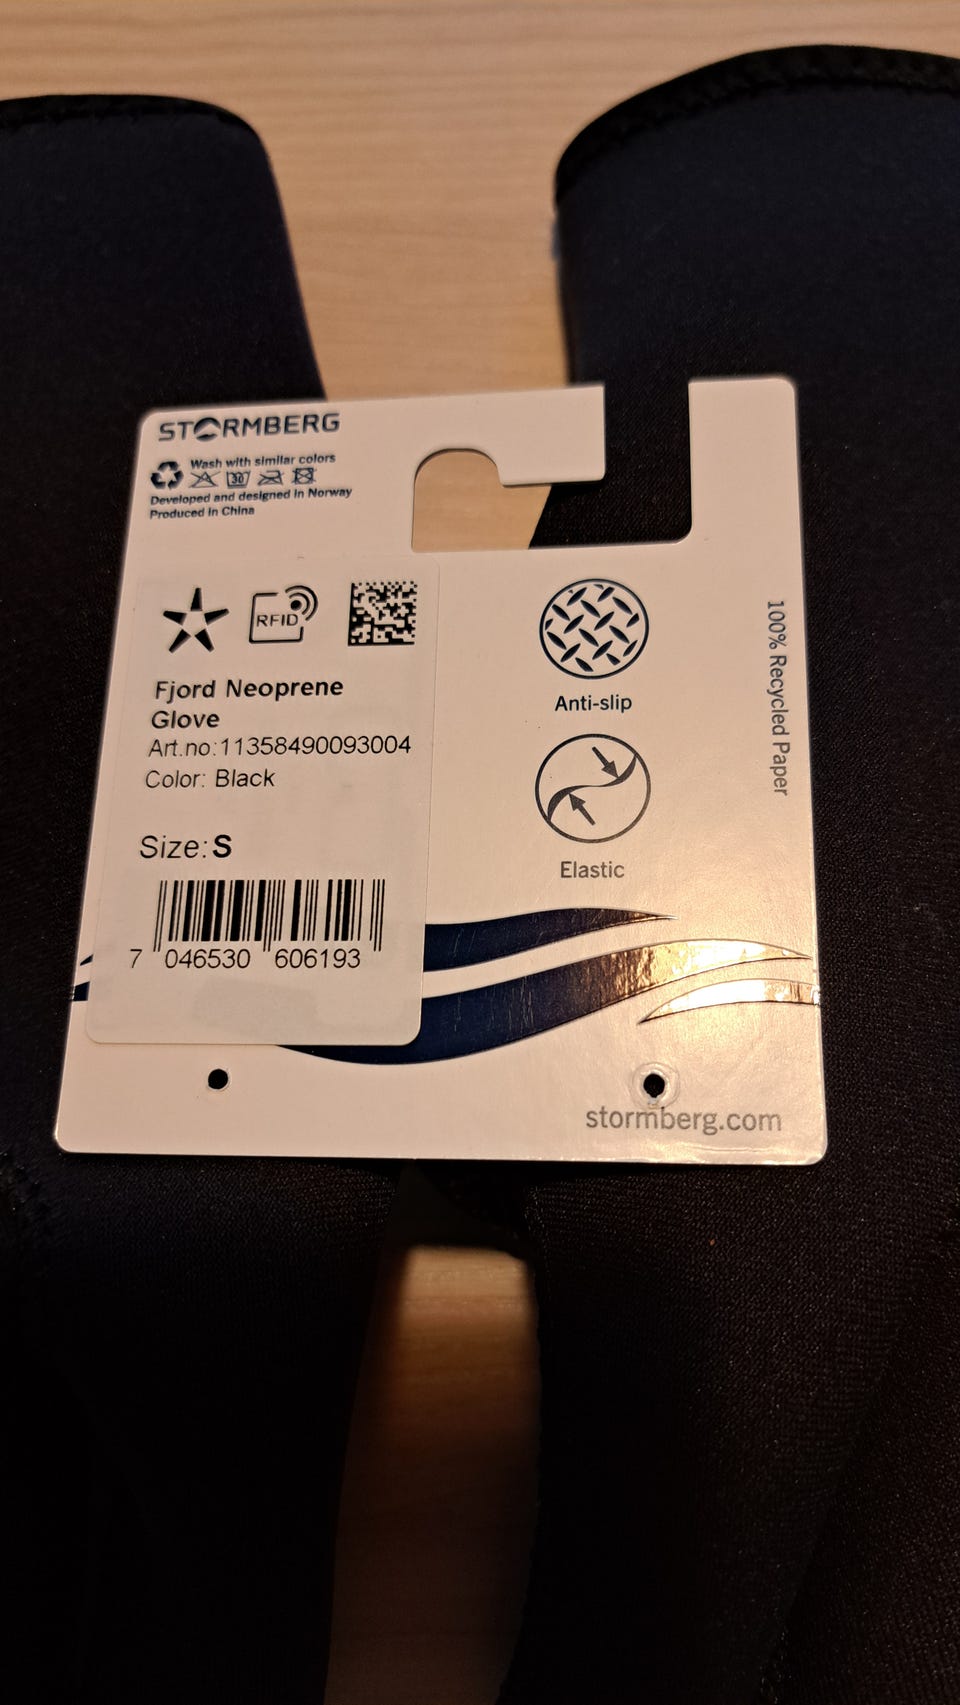 STORMBERG
Wash with similar colors
30
Developed and designed in Norway
Produced in China
RFID
Fjord Neoprene
Glove
Art.no:11358490093004
Color: Black
Size:S
7 046530 606193
Anti-slip
Elastic
100% Recycled Paper
stormberg.com